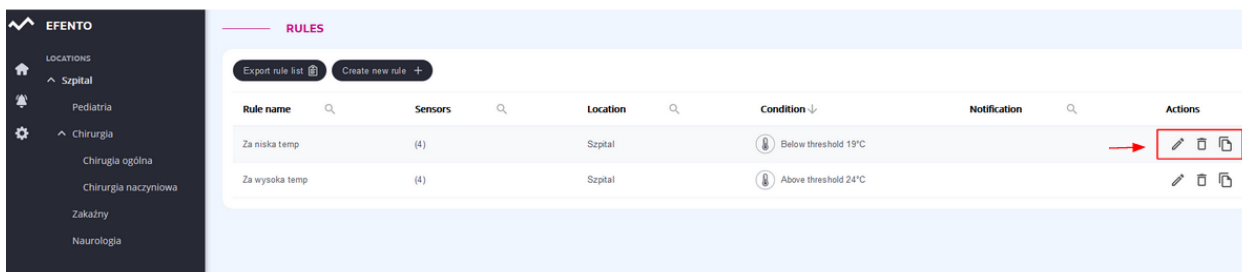 EFENTO
LOCATIONS
Szpital
Pediatria
Chirurgia
Chirugia ogólna
Chirurgia naczyniowa
Zakaźny
Naurologia
RULES
Export rule list
Create new rule +
Rule name Sensors Location Condition Notification Actions
Za niska temp (4) Szpital Below threshold 19°C
Za wysoka temp (4) Szpital Above threshold 24°C